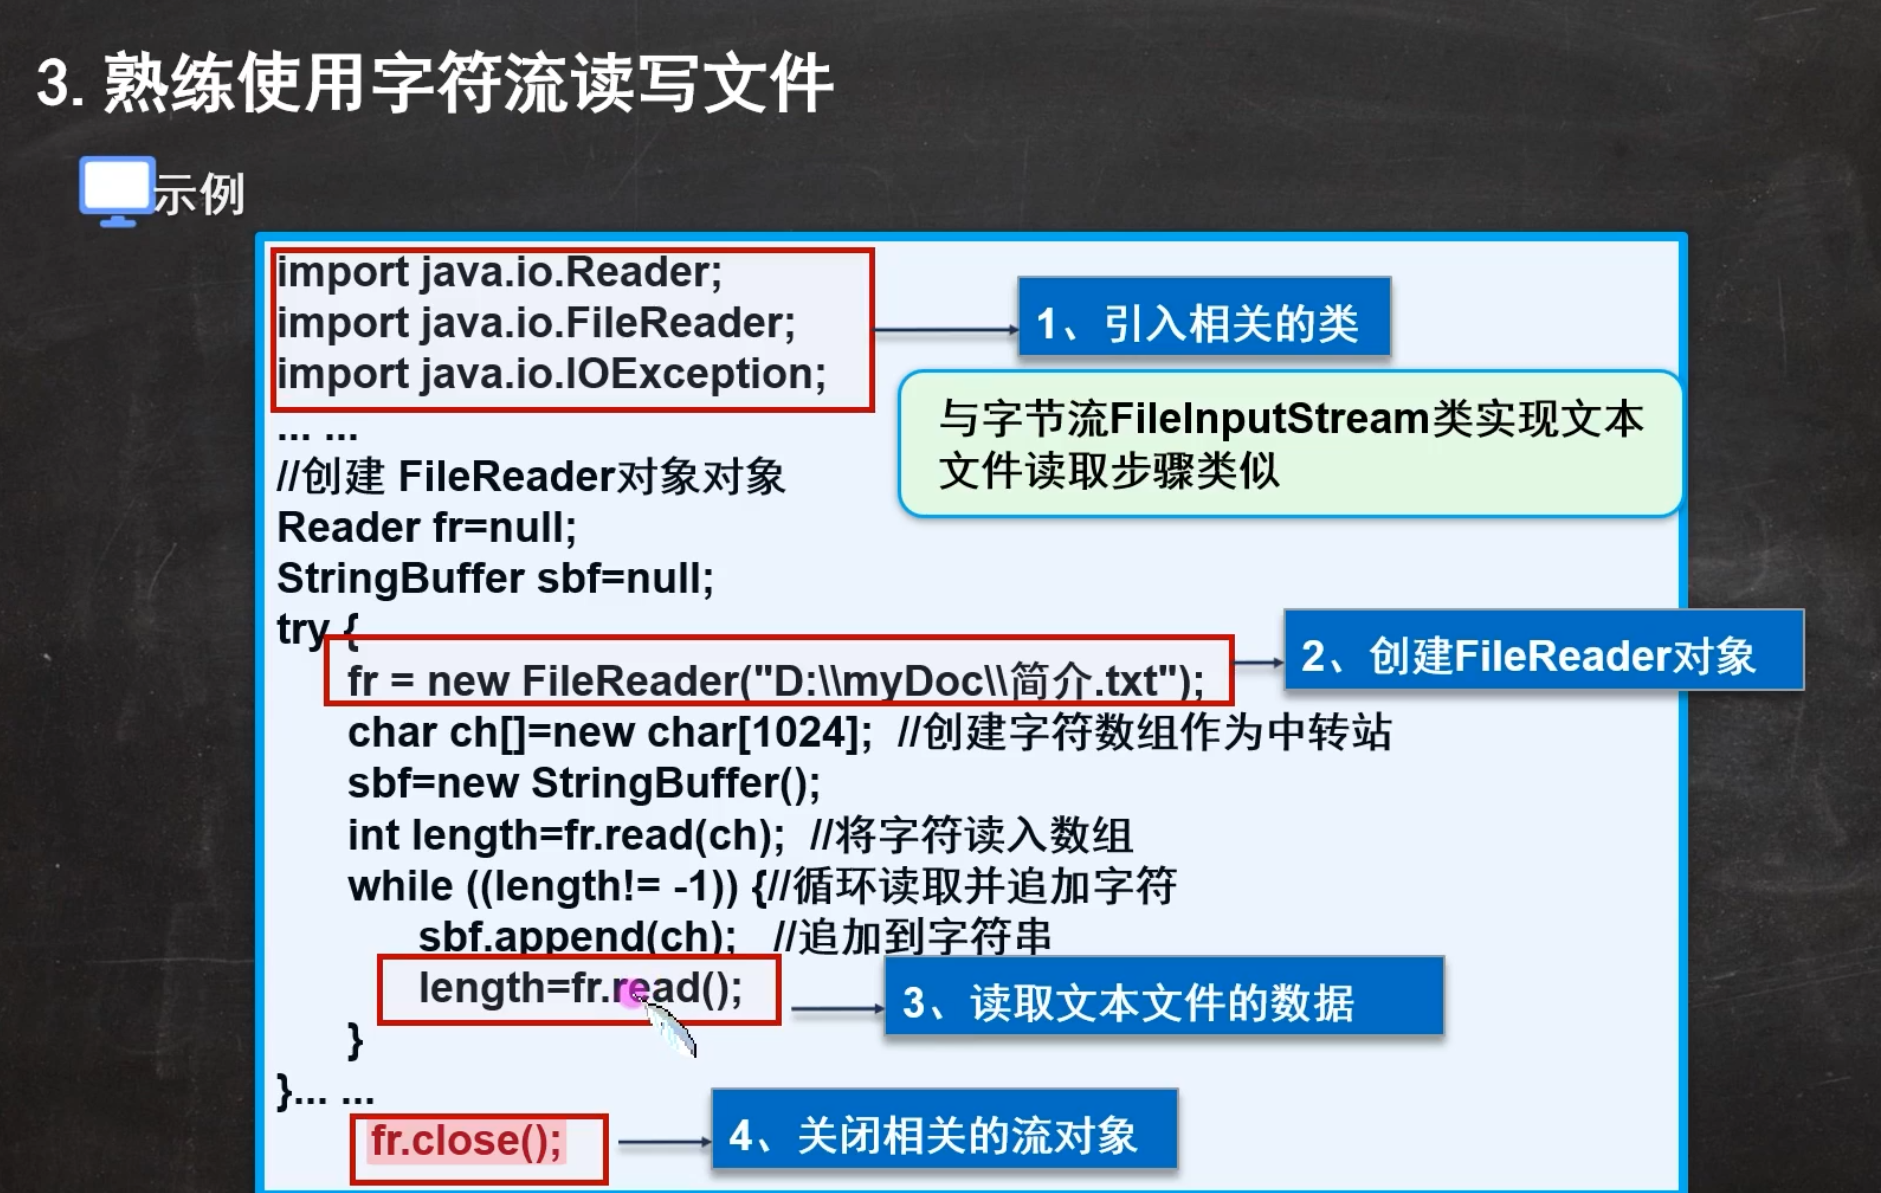 3. 熟练使用字符流读写文件
示例
import java.io.Reader;
import java.io.FileReader;
import java.io.IOException;
1、引入相关的类
与字节流FileInputStream类实现文本
文件读取步骤类似
... ...
//创建 FileReader对象对象
Reader fr=null;
StringBuffer sbf=null;
try {
fr = new FileReader("D:\\myDoc\\简介.txt");
2、创建FileReader对象
char ch[]=new char[1024]; //创建字符数组作为中转站
sbf=new StringBuffer();
int length=fr.read(ch); //将字符读入数组
while ((length!= -1)) {//循环读取并追加字符
sbf.append(ch); //追加到字符串
length=fr.read();
3、读取文本文件的数据
}
}... ...
fr.close();
4、关闭相关的流对象